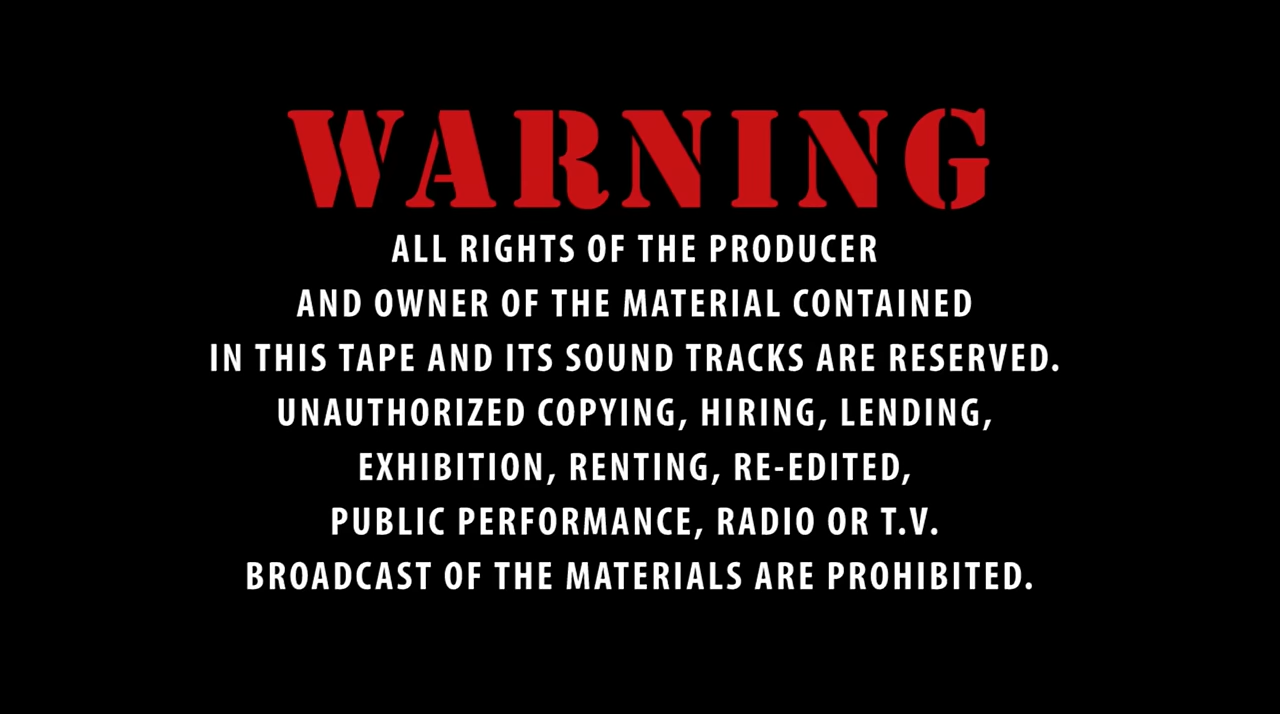 WARNING
ALL RIGHTS OF THE PRODUCER
AND OWNER OF THE MATERIAL CONTAINED
IN THIS TAPE AND ITS SOUND TRACKS ARE RESERVED.
UNAUTHORIZED COPYING, HIRING, LENDING,
EXHIBITION, RENTING, RE-EDITED,
PUBLIC PERFORMANCE, RADIO OR T.V.
BROADCAST OF THE MATERIALS ARE PROHIBITED.